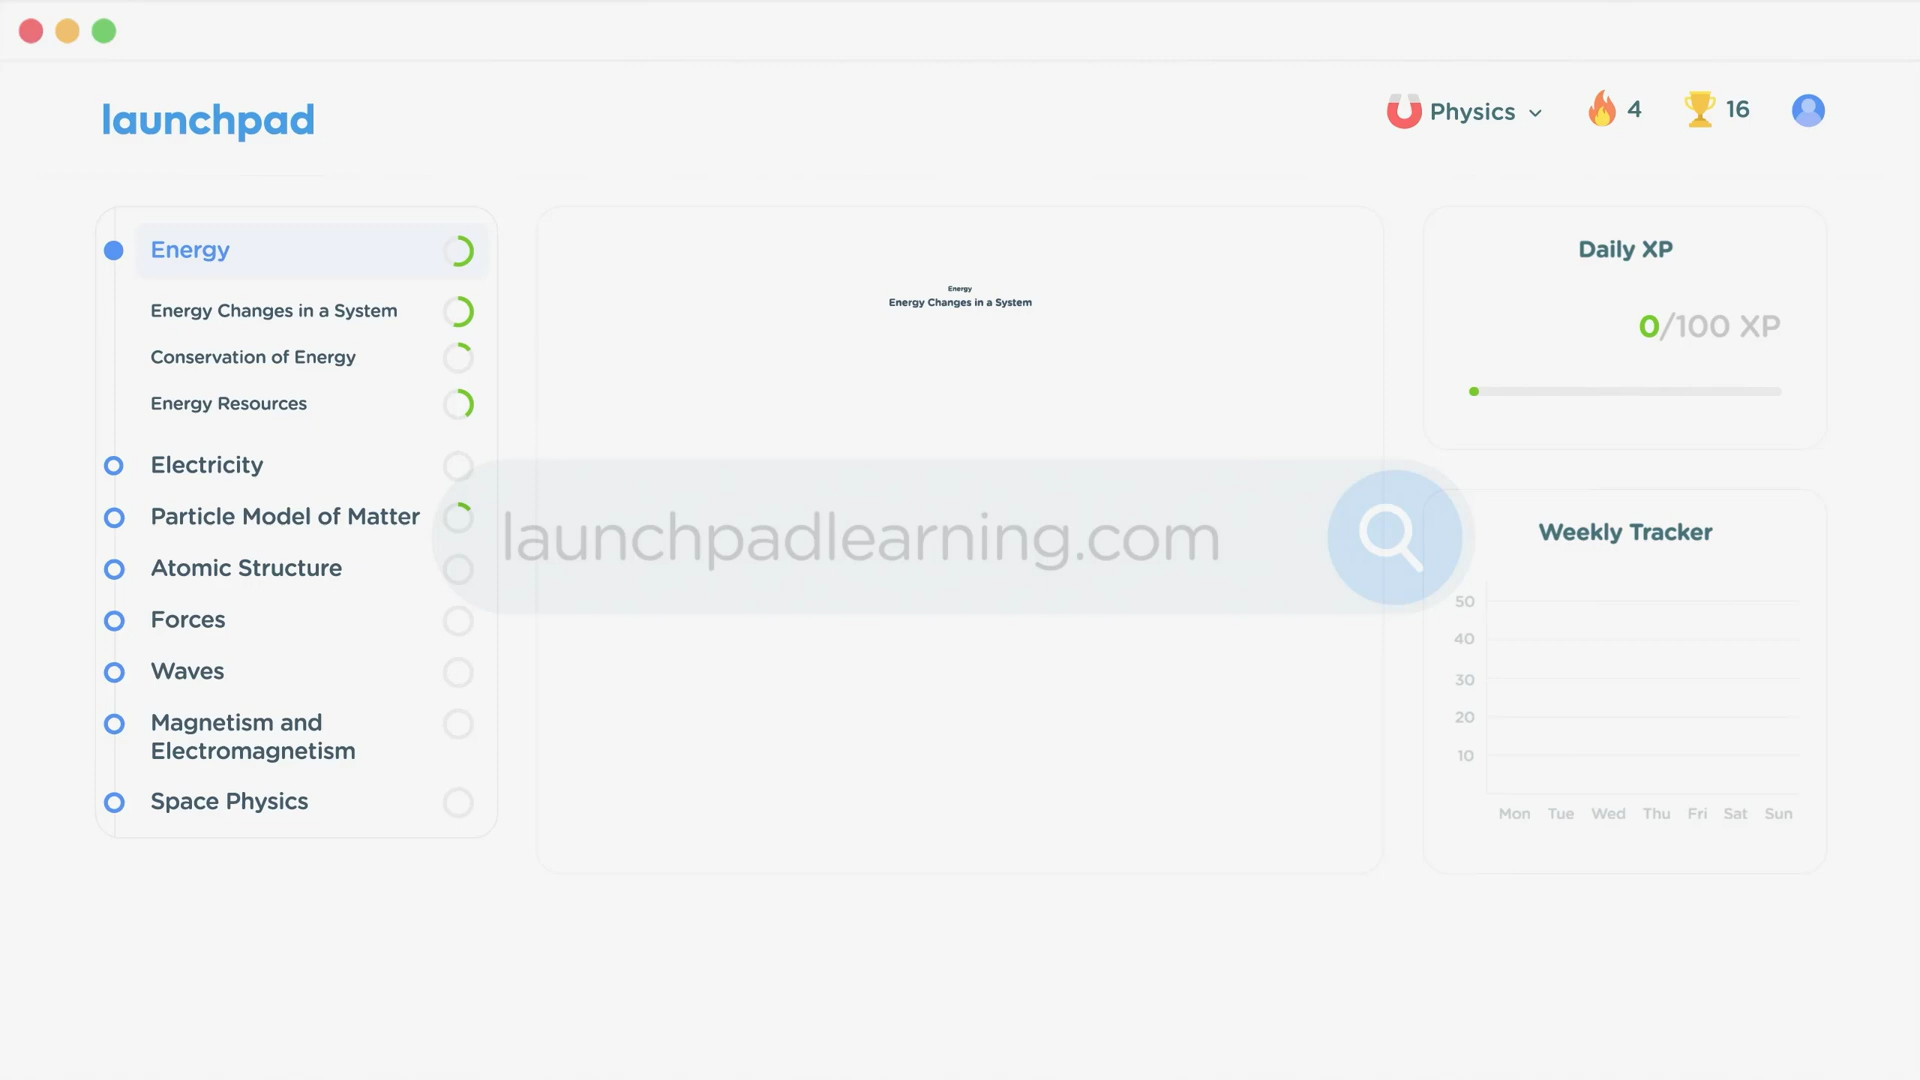 launchpad
Physics
4
16
Energy
Energy Changes in a System
Conservation of Energy
Energy Resources
Electricity
Particle Model of Matter
Atomic Structure
Forces
Waves
Magnetism and
Electromagnetism
Space Physics
Energy
Energy Changes in a System
launchpadlearning.com
Daily XP
0/100 XP
Weekly Tracker
50
40
30
20
10
Mon Tue Wed Thu Fri Sat Sun